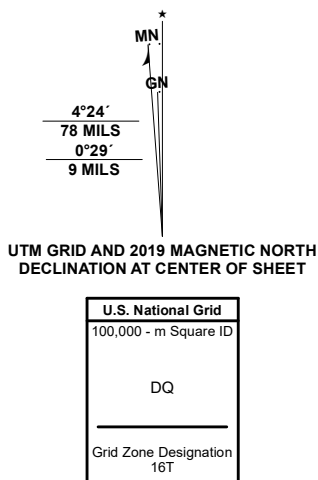 ★
MN
GN
4°24´
78 MILS
0°29´
9 MILS
UTM GRID AND 2019 MAGNETIC NORTH
DECLINATION AT CENTER OF SHEET
U.S. National Grid
100,000 - m Square ID
DQ
Grid Zone Designation
16T